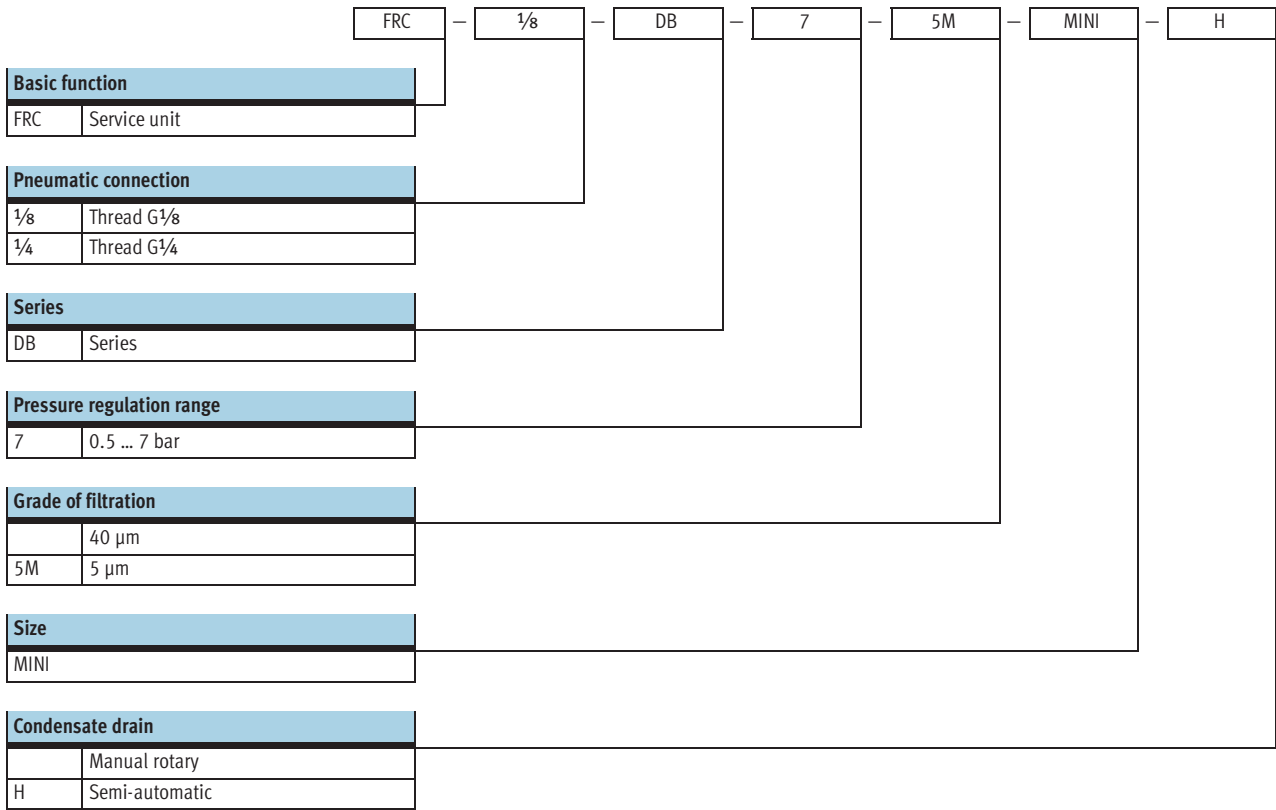 FRC – ⅛ – DB – 7 – 5M – MINI – H
Basic function
FRC Service unit
Pneumatic connection
⅛ Thread G⅛
¼ Thread G¼
Series
DB Series
Pressure regulation range
7 0.5 ... 7 bar
Grade of filtration
40 µm
5M 5 µm
Size
MINI
Condensate drain
Manual rotary
H Semi-automatic